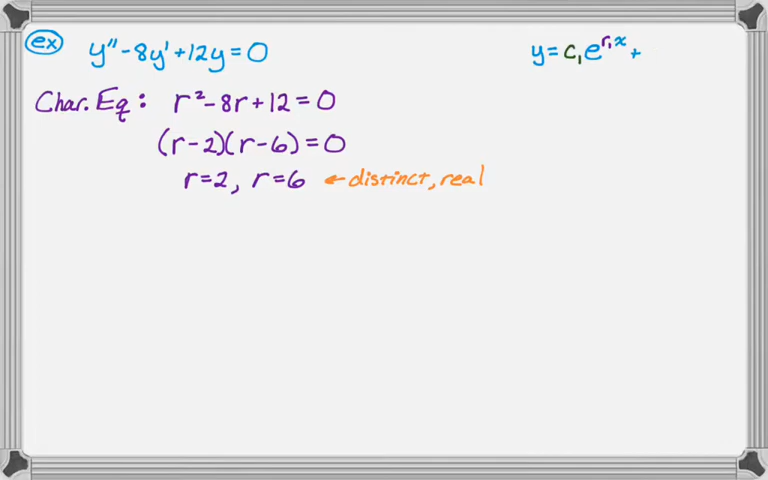 ex y'' - 8y' + 12y = 0 y = c₁e^{r₁x} +
Char. Eq: r² - 8r + 12 = 0
(r - 2)(r - 6) = 0
r = 2, r = 6 ← distinct, real